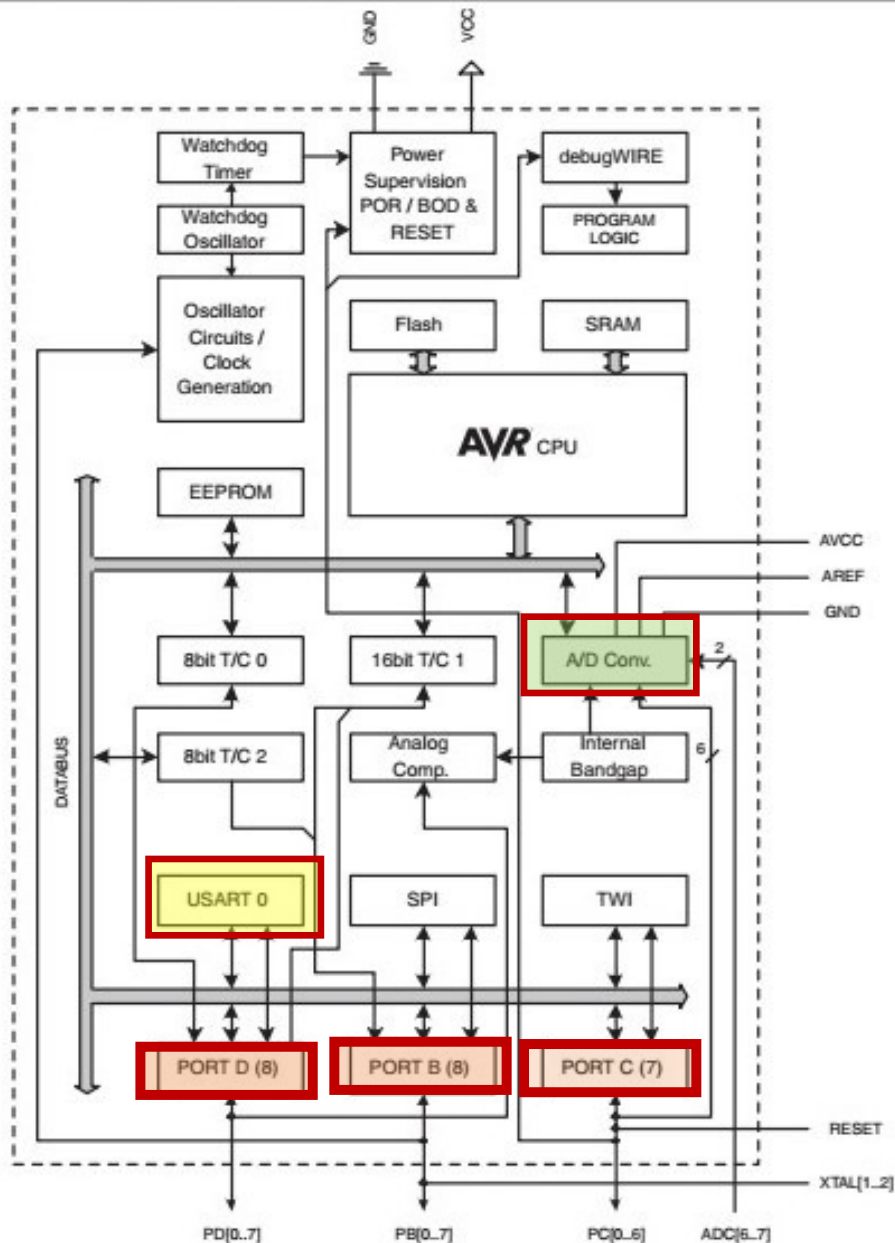 GND
VCC
Watchdog
Timer
Power
Supervision
POR / BOD &
RESET
debugWIRE
Watchdog
Oscillator
PROGRAM
LOGIC
Oscillator
Circuits /
Clock
Generation
Flash
SRAM
AVR CPU
EEPROM
AVCC
AREF
GND
8bit T/C 0
16bit T/C 1
A/D Conv.
2
DATABUS
8bit T/C 2
Analog
Comp.
Internal
Bandgap
6
USART 0
SPI
TWI
PORT D (8)
PORT B (8)
PORT C (7)
RESET
XTAL[1..2]
PD[0..7]
PB[0..7]
PC[0..6]
ADC[6..7]